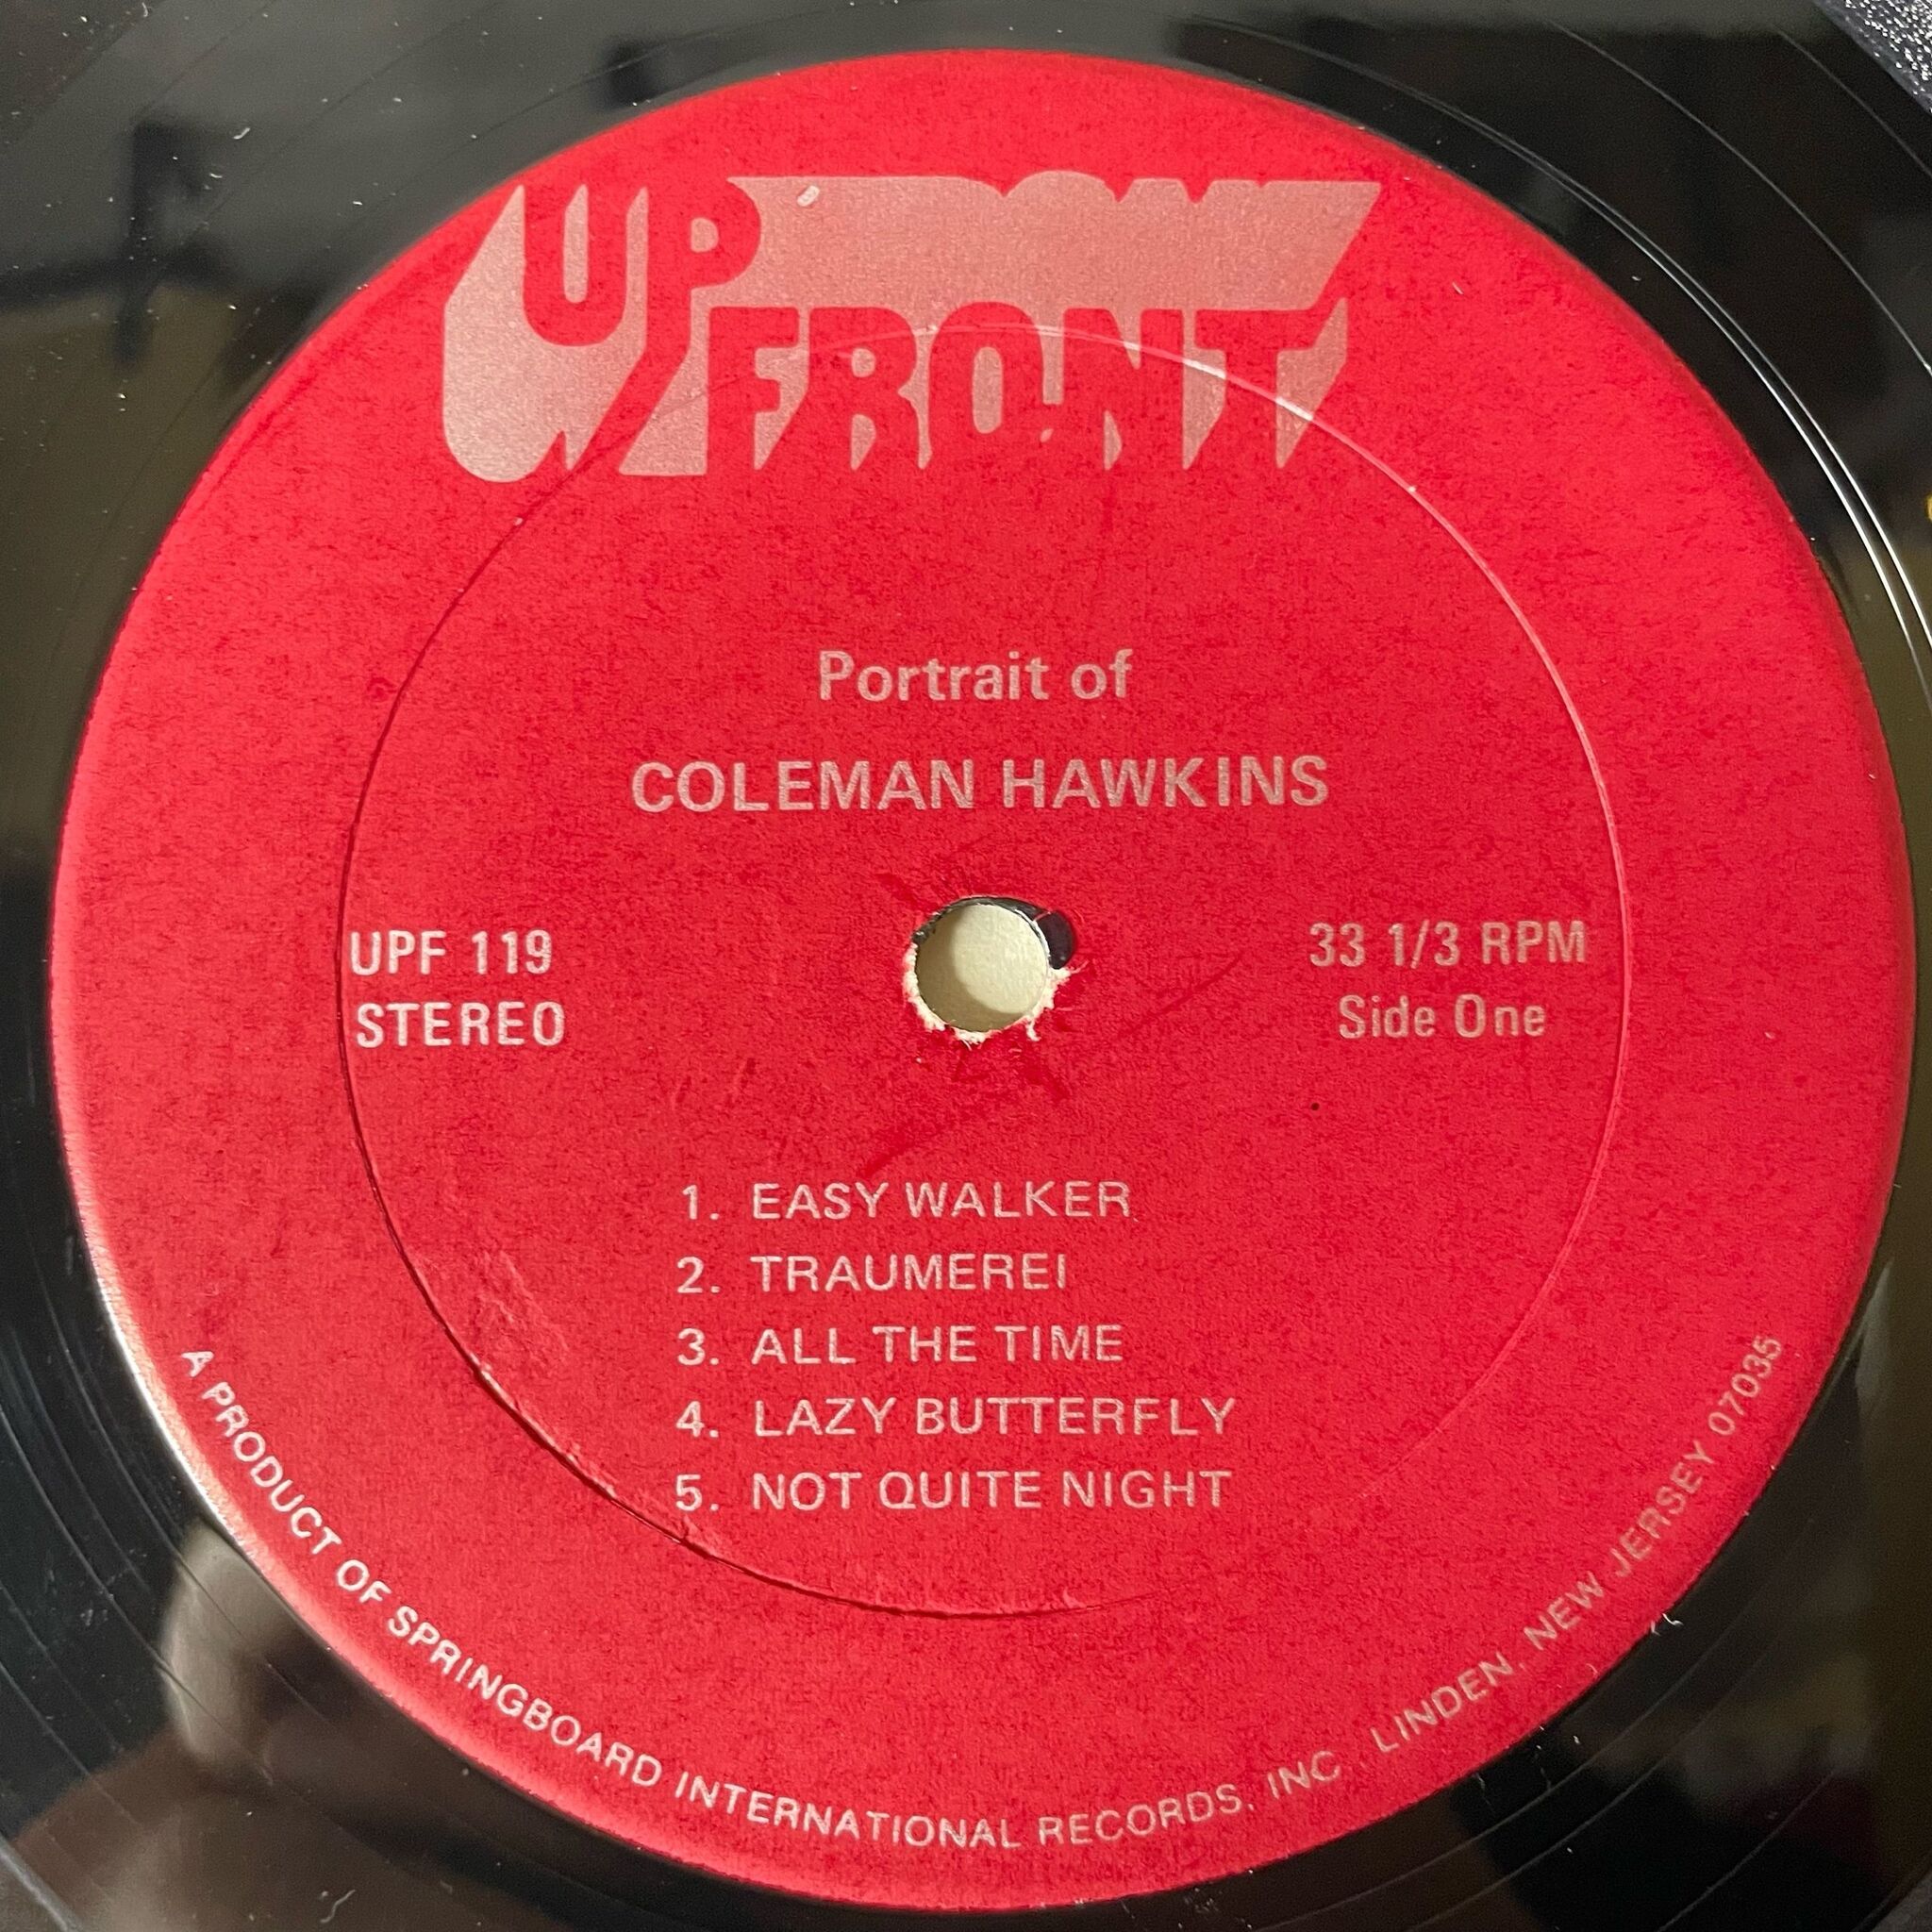 UP
FRONT
Portrait of
COLEMAN HAWKINS
UPF 119
STEREO
33 1/3 RPM
Side One
1. EASY WALKER
2. TRAUMEREI
3. ALL THE TIME
4. LAZY BUTTERFLY
5. NOT QUITE NIGHT
A PRODUCT OF SPRINGBOARD INTERNATIONAL RECORDS, INC. LINDEN, NEW JERSEY 07035